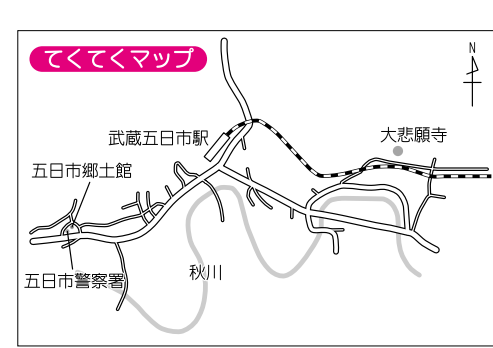 てくてくマップ
N
武蔵五日市駅
大悲願寺
五日市郷土館
五日市警察署
秋川